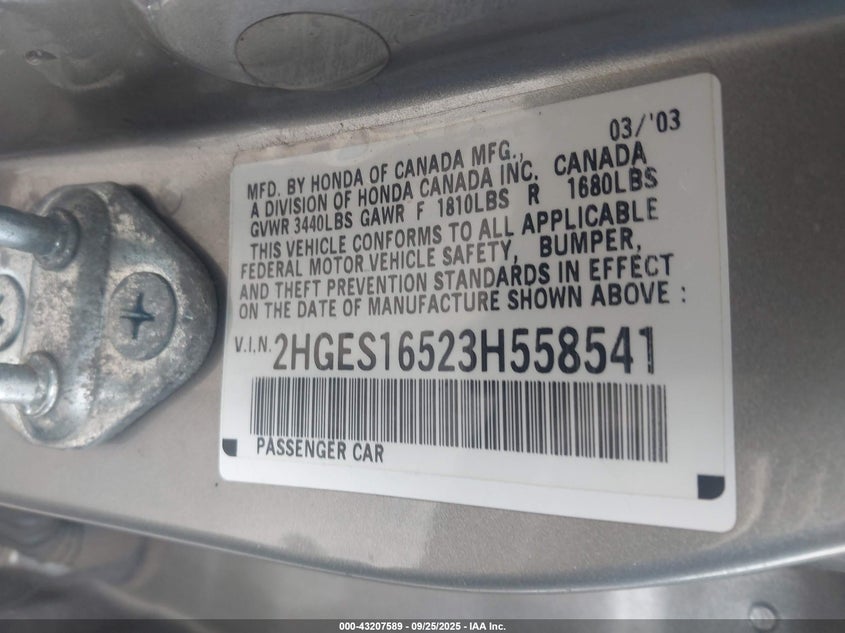 03/'03
MFD. BY HONDA OF CANADA MFG.,
A DIVISION OF HONDA CANADA INC. CANADA
GVWR 3440LBS GAWR F 1810LBS R 1680LBS
THIS VEHICLE CONFORMS TO ALL APPLICABLE
FEDERAL MOTOR VEHICLE SAFETY, BUMPER,
AND THEFT PREVENTION STANDARDS IN EFFECT
ON THE DATE OF MANUFACTURE SHOWN ABOVE :
V.I.N. 2HGES16523H558541
PASSENGER CAR
000-43207589 - 09/25/2025 - IAA Inc.